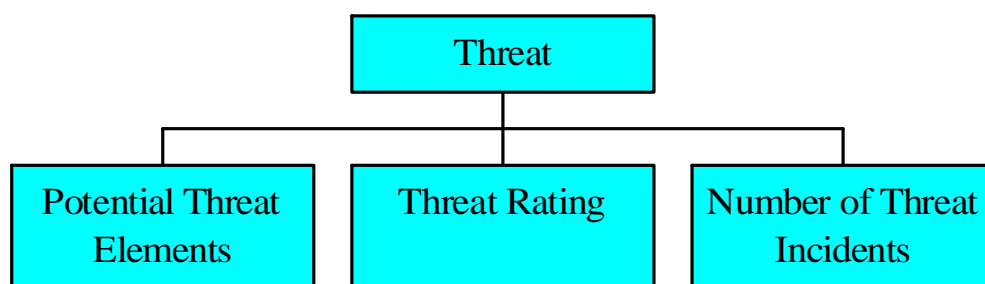 Threat
Potential Threat
Elements
Threat Rating
Number of Threat
Incidents